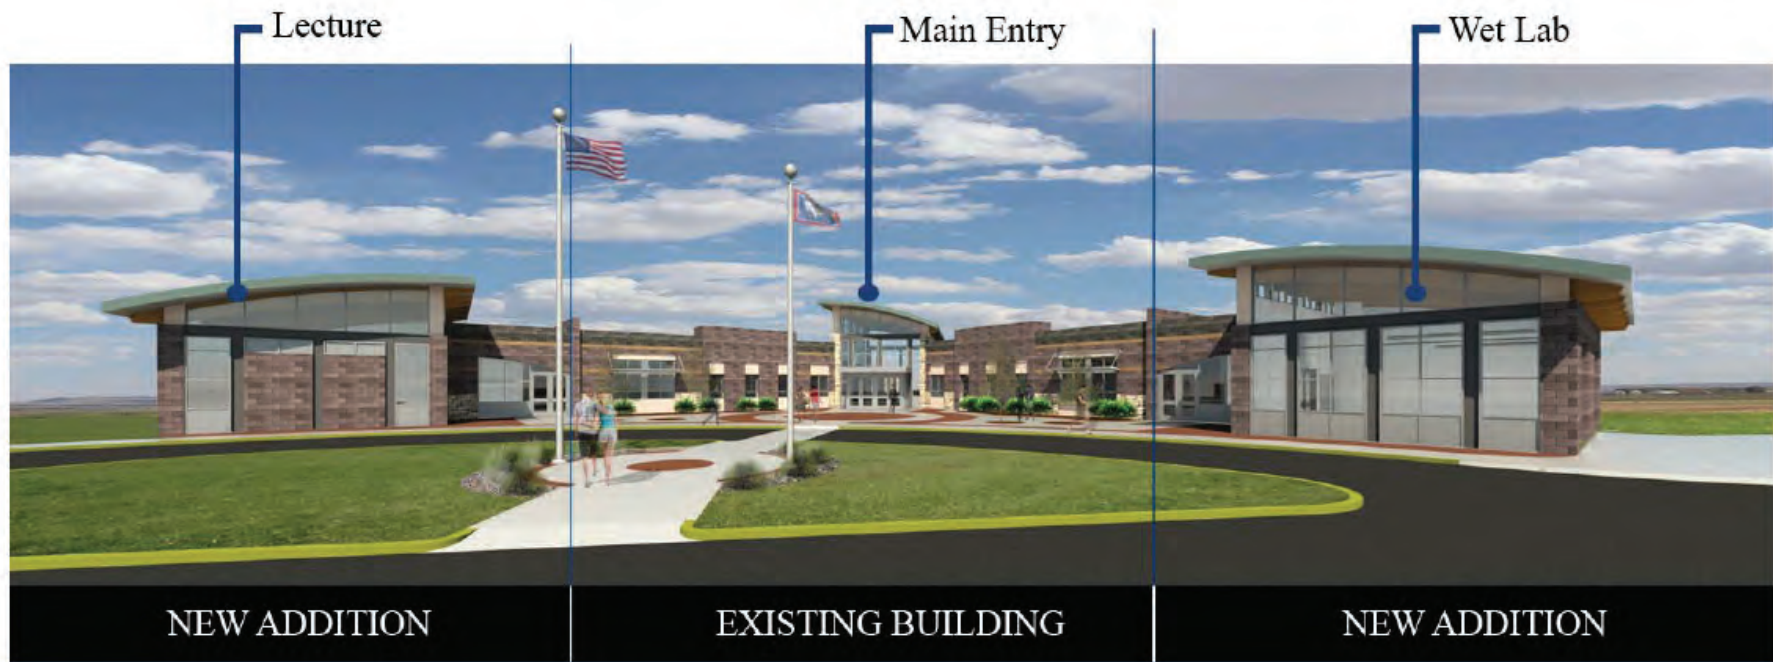 Lecture
Main Entry
Wet Lab
NEW ADDITION
EXISTING BUILDING
NEW ADDITION